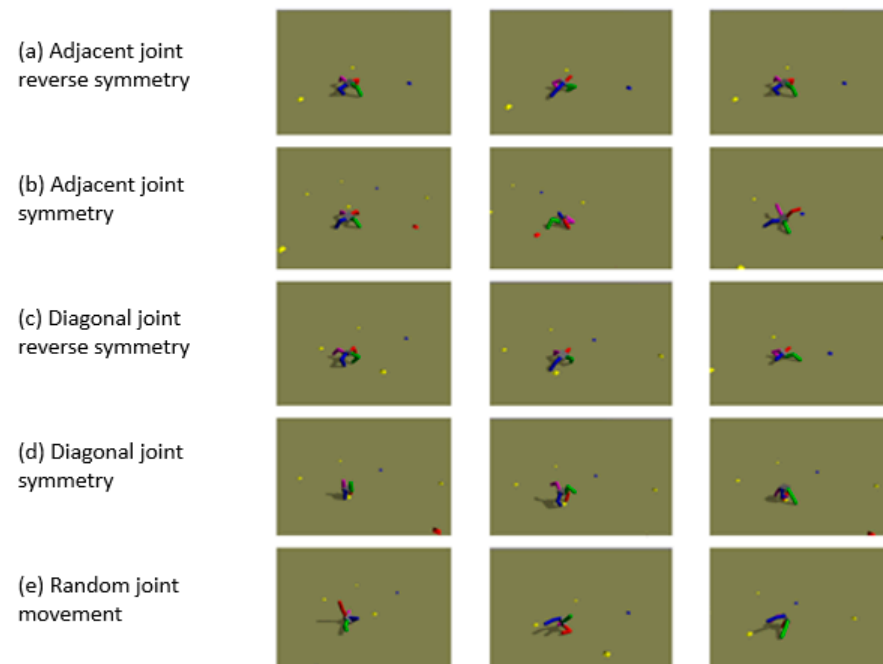 (a) Adjacent joint
reverse symmetry
(b) Adjacent joint
symmetry
(c) Diagonal joint
reverse symmetry
(d) Diagonal joint
symmetry
(e) Random joint
movement